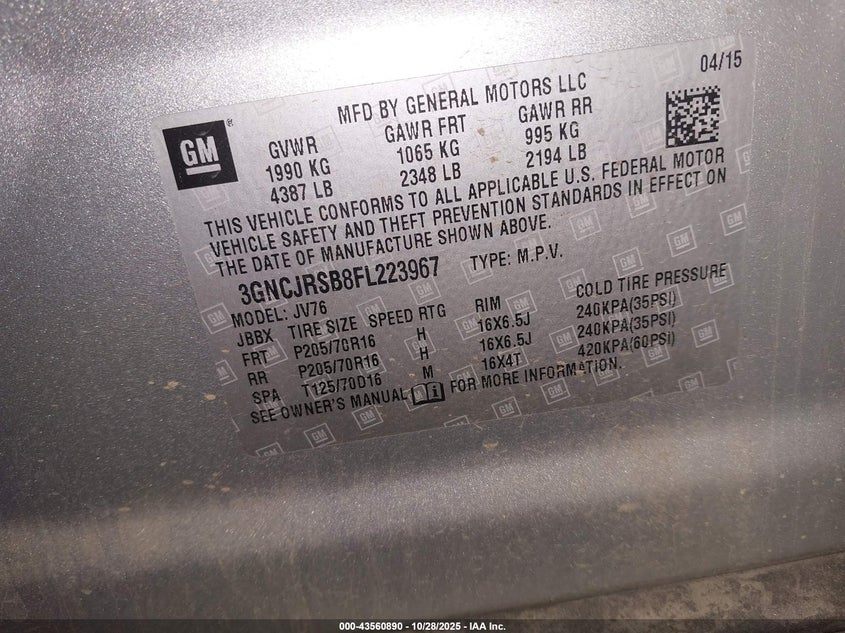 04/15
MFD BY GENERAL MOTORS LLC
GM
GVWR GAWR FRT GAWR RR
1990 KG 1065 KG 995 KG
4387 LB 2348 LB 2194 LB
THIS VEHICLE CONFORMS TO ALL APPLICABLE U.S. FEDERAL MOTOR
VEHICLE SAFETY AND THEFT PREVENTION STANDARDS IN EFFECT ON
THE DATE OF MANUFACTURE SHOWN ABOVE.
3GNCJRSB8FL223967 TYPE: M.P.V.
MODEL: JV76
JBBX TIRE SIZE SPEED RTG RIM COLD TIRE PRESSURE
FRT P205/70R16 H 16X6.5J 240KPA(35PSI)
RR P205/70R16 H 16X6.5J 240KPA(35PSI)
SPA T125/70D16 M 16X4T 420KPA(60PSI)
SEE OWNER'S MANUAL FOR MORE INFORMATION.
000-43560890 - 10/28/2025 - IAA Inc.